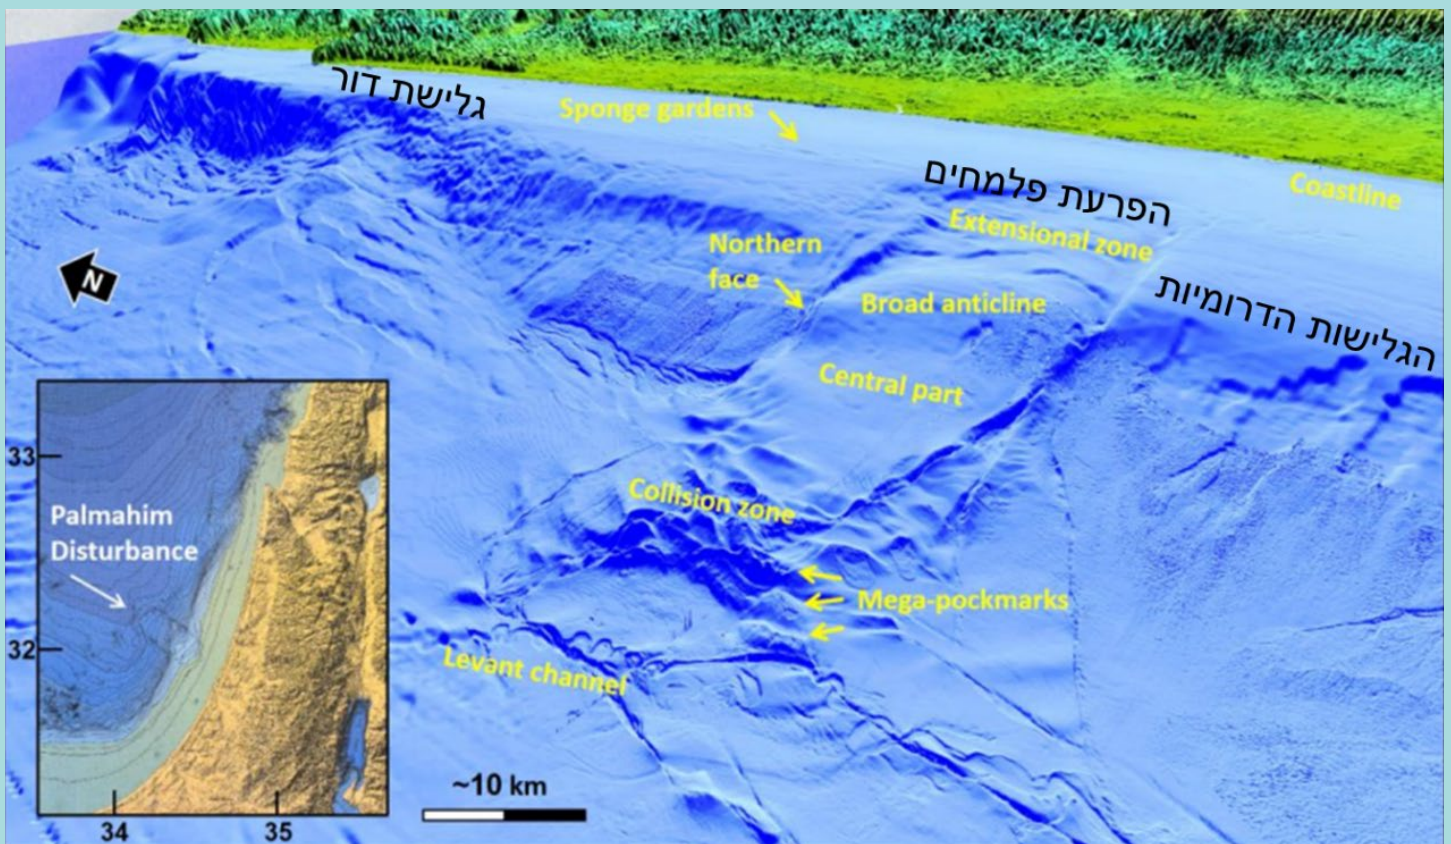 גלישת דור
Sponge gardens
הפרעת פלמחים
Coastline
Extensional zone
Northern
face
Broad anticline
הגלישות הדרומיות
N
Central part
33
Palmahim
Disturbance
Collision zone
Mega-pockmarks
32
Levant channel
~10 km
34
35